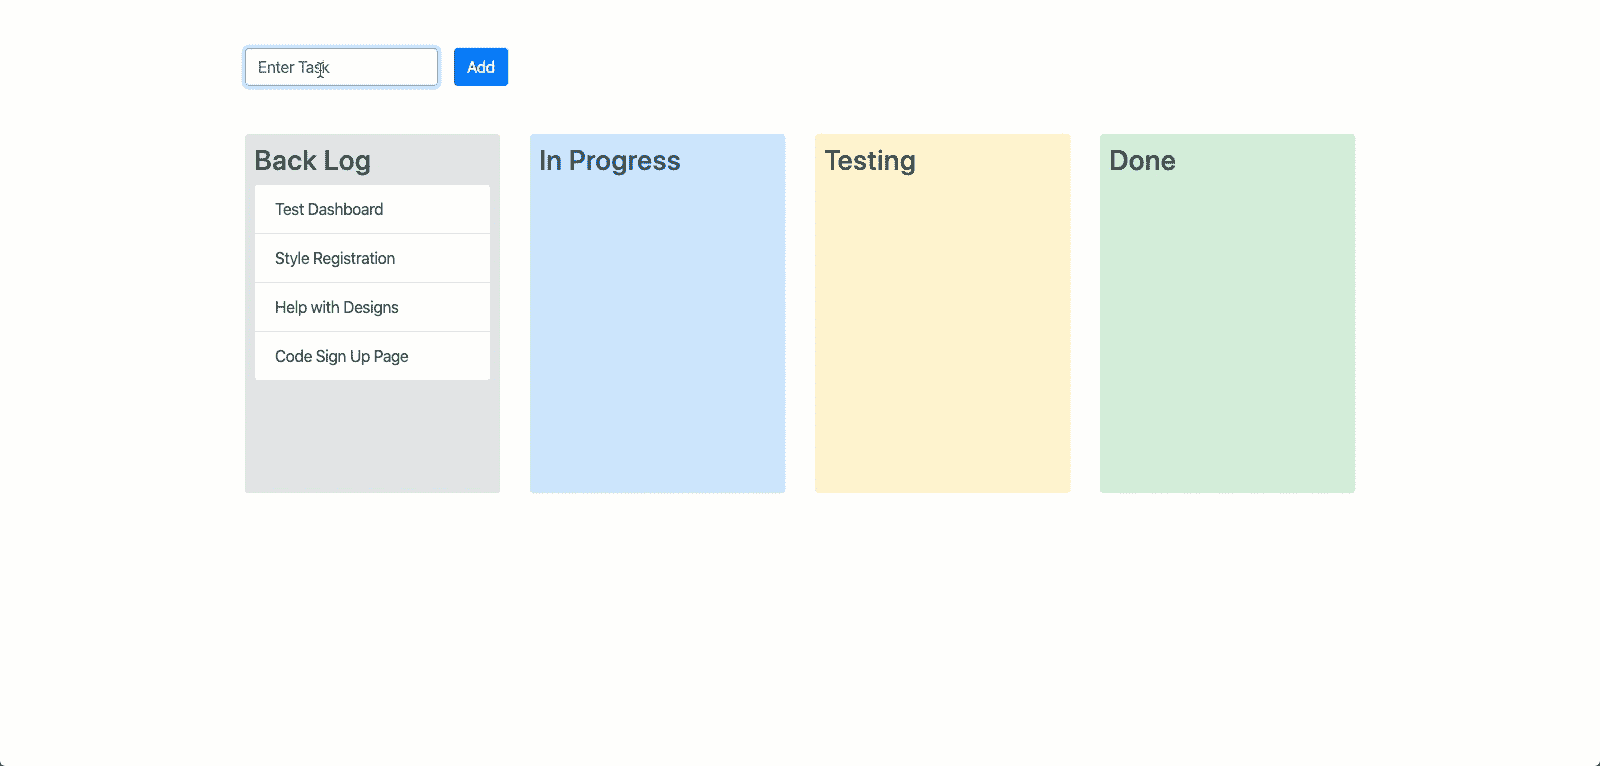 Enter Task
Add
Back Log
Test Dashboard
Style Registration
Help with Designs
Code Sign Up Page
In Progress
Testing
Done